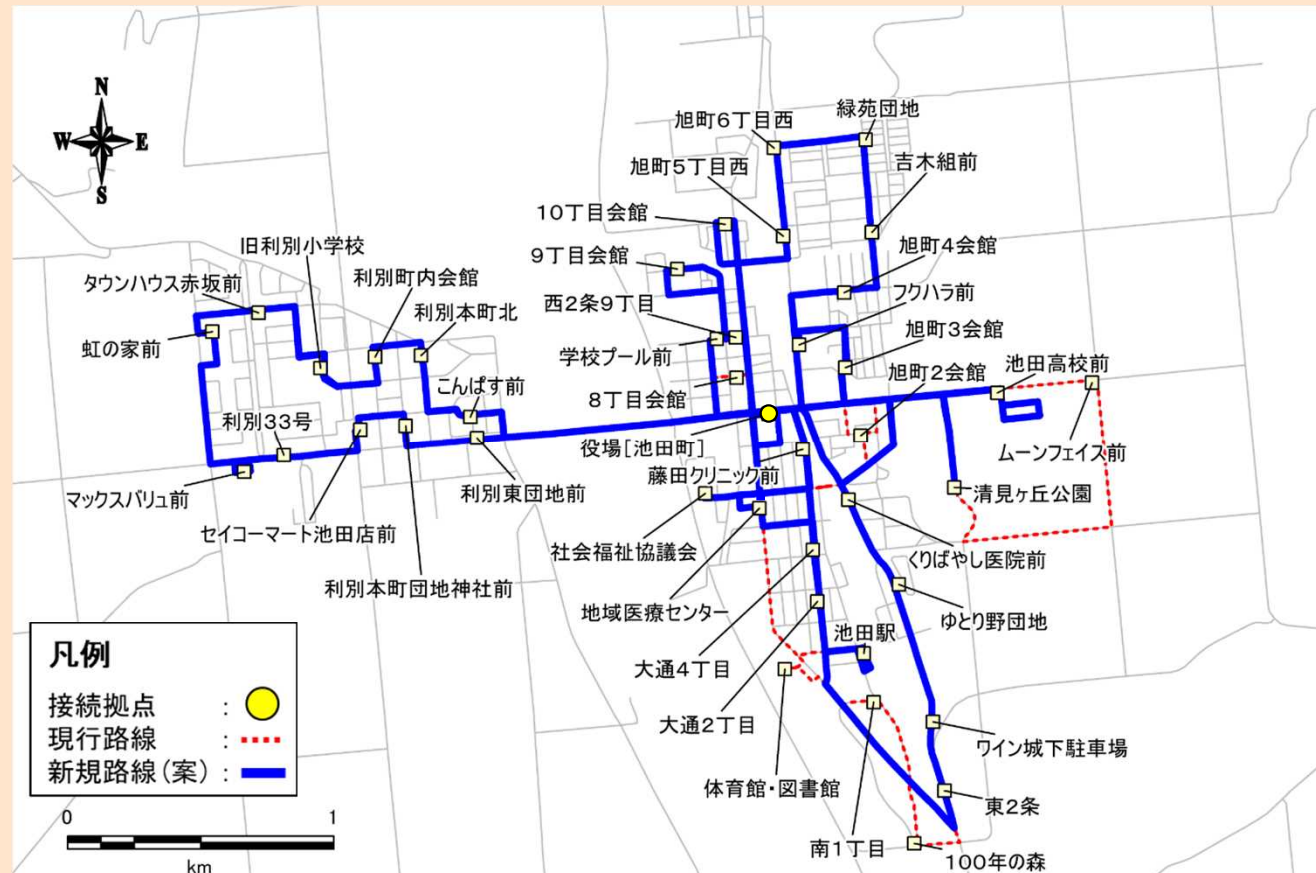 N
W
E
S
緑苑団地
旭町6丁目西
旭町5丁目西
吉木組前
10丁目会館
9丁目会館
旭町4会館
旧利別小学校
タウンハウス赤坂前
利別町内会館
西2条9丁目
フクハラ前
利別本町北
虹の家前
学校プール前
旭町3会館
こんぱす前
8丁目会館
旭町2会館
池田高校前
利別33号
役場[池田町]
ムーンフェイス前
藤田クリニック前
マックスバリュ前
利別東団地前
清見ヶ丘公園
セイコーマート池田店前
社会福祉協議会
くりばやし医院前
利別本町団地神社前
地域医療センター
ゆとり野団地
池田駅
大通4丁目
大通2丁目
ワイン城下駐車場
体育館・図書館
東2条
南1丁目
100年の森
凡例
接続拠点 :
現行路線 :
新規路線(案) :
0 1
km